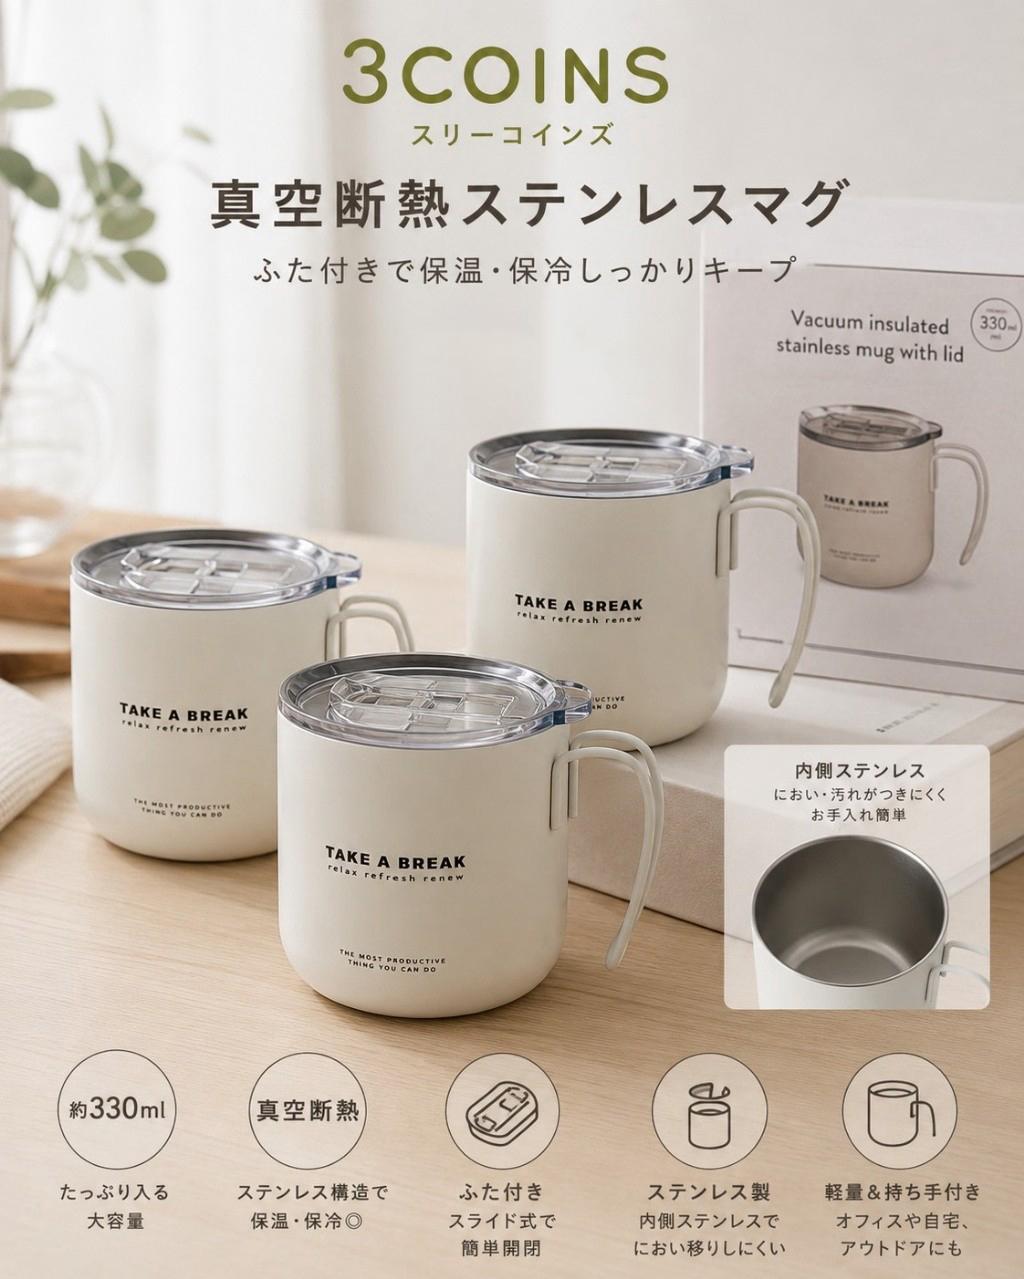 3COINS
スリーコインズ
真空断熱ステンレスマグ
ふた付きで保温・保冷しっかりキープ
Vacuum insulated
stainless mug with lid
330ml
TAKE A BREAK
TAKE A BREAK
relax refresh renew
TAKE A BREAK
relax refresh renew
THE MOST PRODUCTIVE
THING YOU CAN DO
TAKE A BREAK
relax refresh renew
THE MOST PRODUCTIVE
THING YOU CAN DO
内側ステンレス
におい・汚れがつきにくく
お手入れ簡単
約330ml
たっぷり入る
大容量
真空断熱
ステンレス構造で
保温・保冷◎
ふた付き
スライド式で
簡単開閉
ステンレス製
内側ステンレスで
におい移りしにくい
軽量&持ち手付き
オフィスや自宅、
アウトドアにも